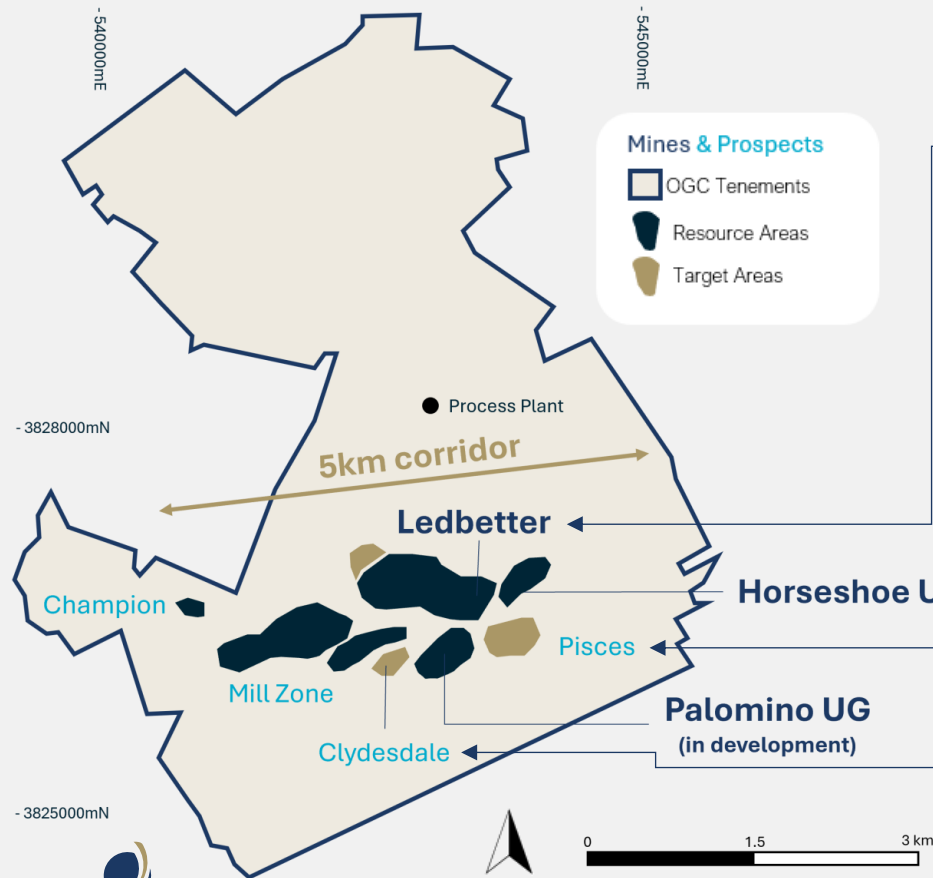 - 540000mE
- 545000mE
Mines & Prospects
OGC Tenements
Resource Areas
Target Areas
Process Plant
- 3828000mN
5km corridor
Ledbetter
Horseshoe U
Champion
Pisces
Mill Zone
Palomino UG
(in development)
Clydesdale
- 3825000mN
0 1.5 3 km